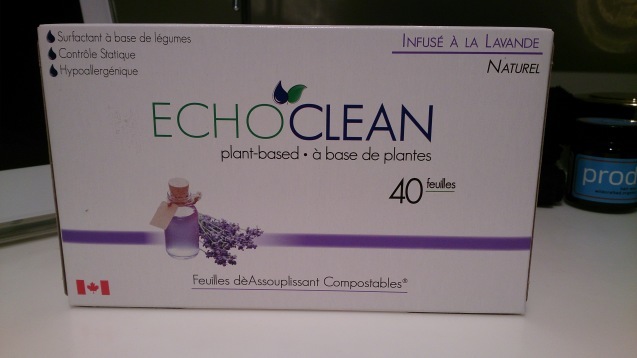 Surfactant à base de légumes
Contrôle Statique
Hypoallergénique
INFUSÉ À LA LAVANDE
NATUREL
ECHOCLEAN
plant-based • à base de plantes
40 feuilles
Feuilles dèAssouplissant Compostables®
prod